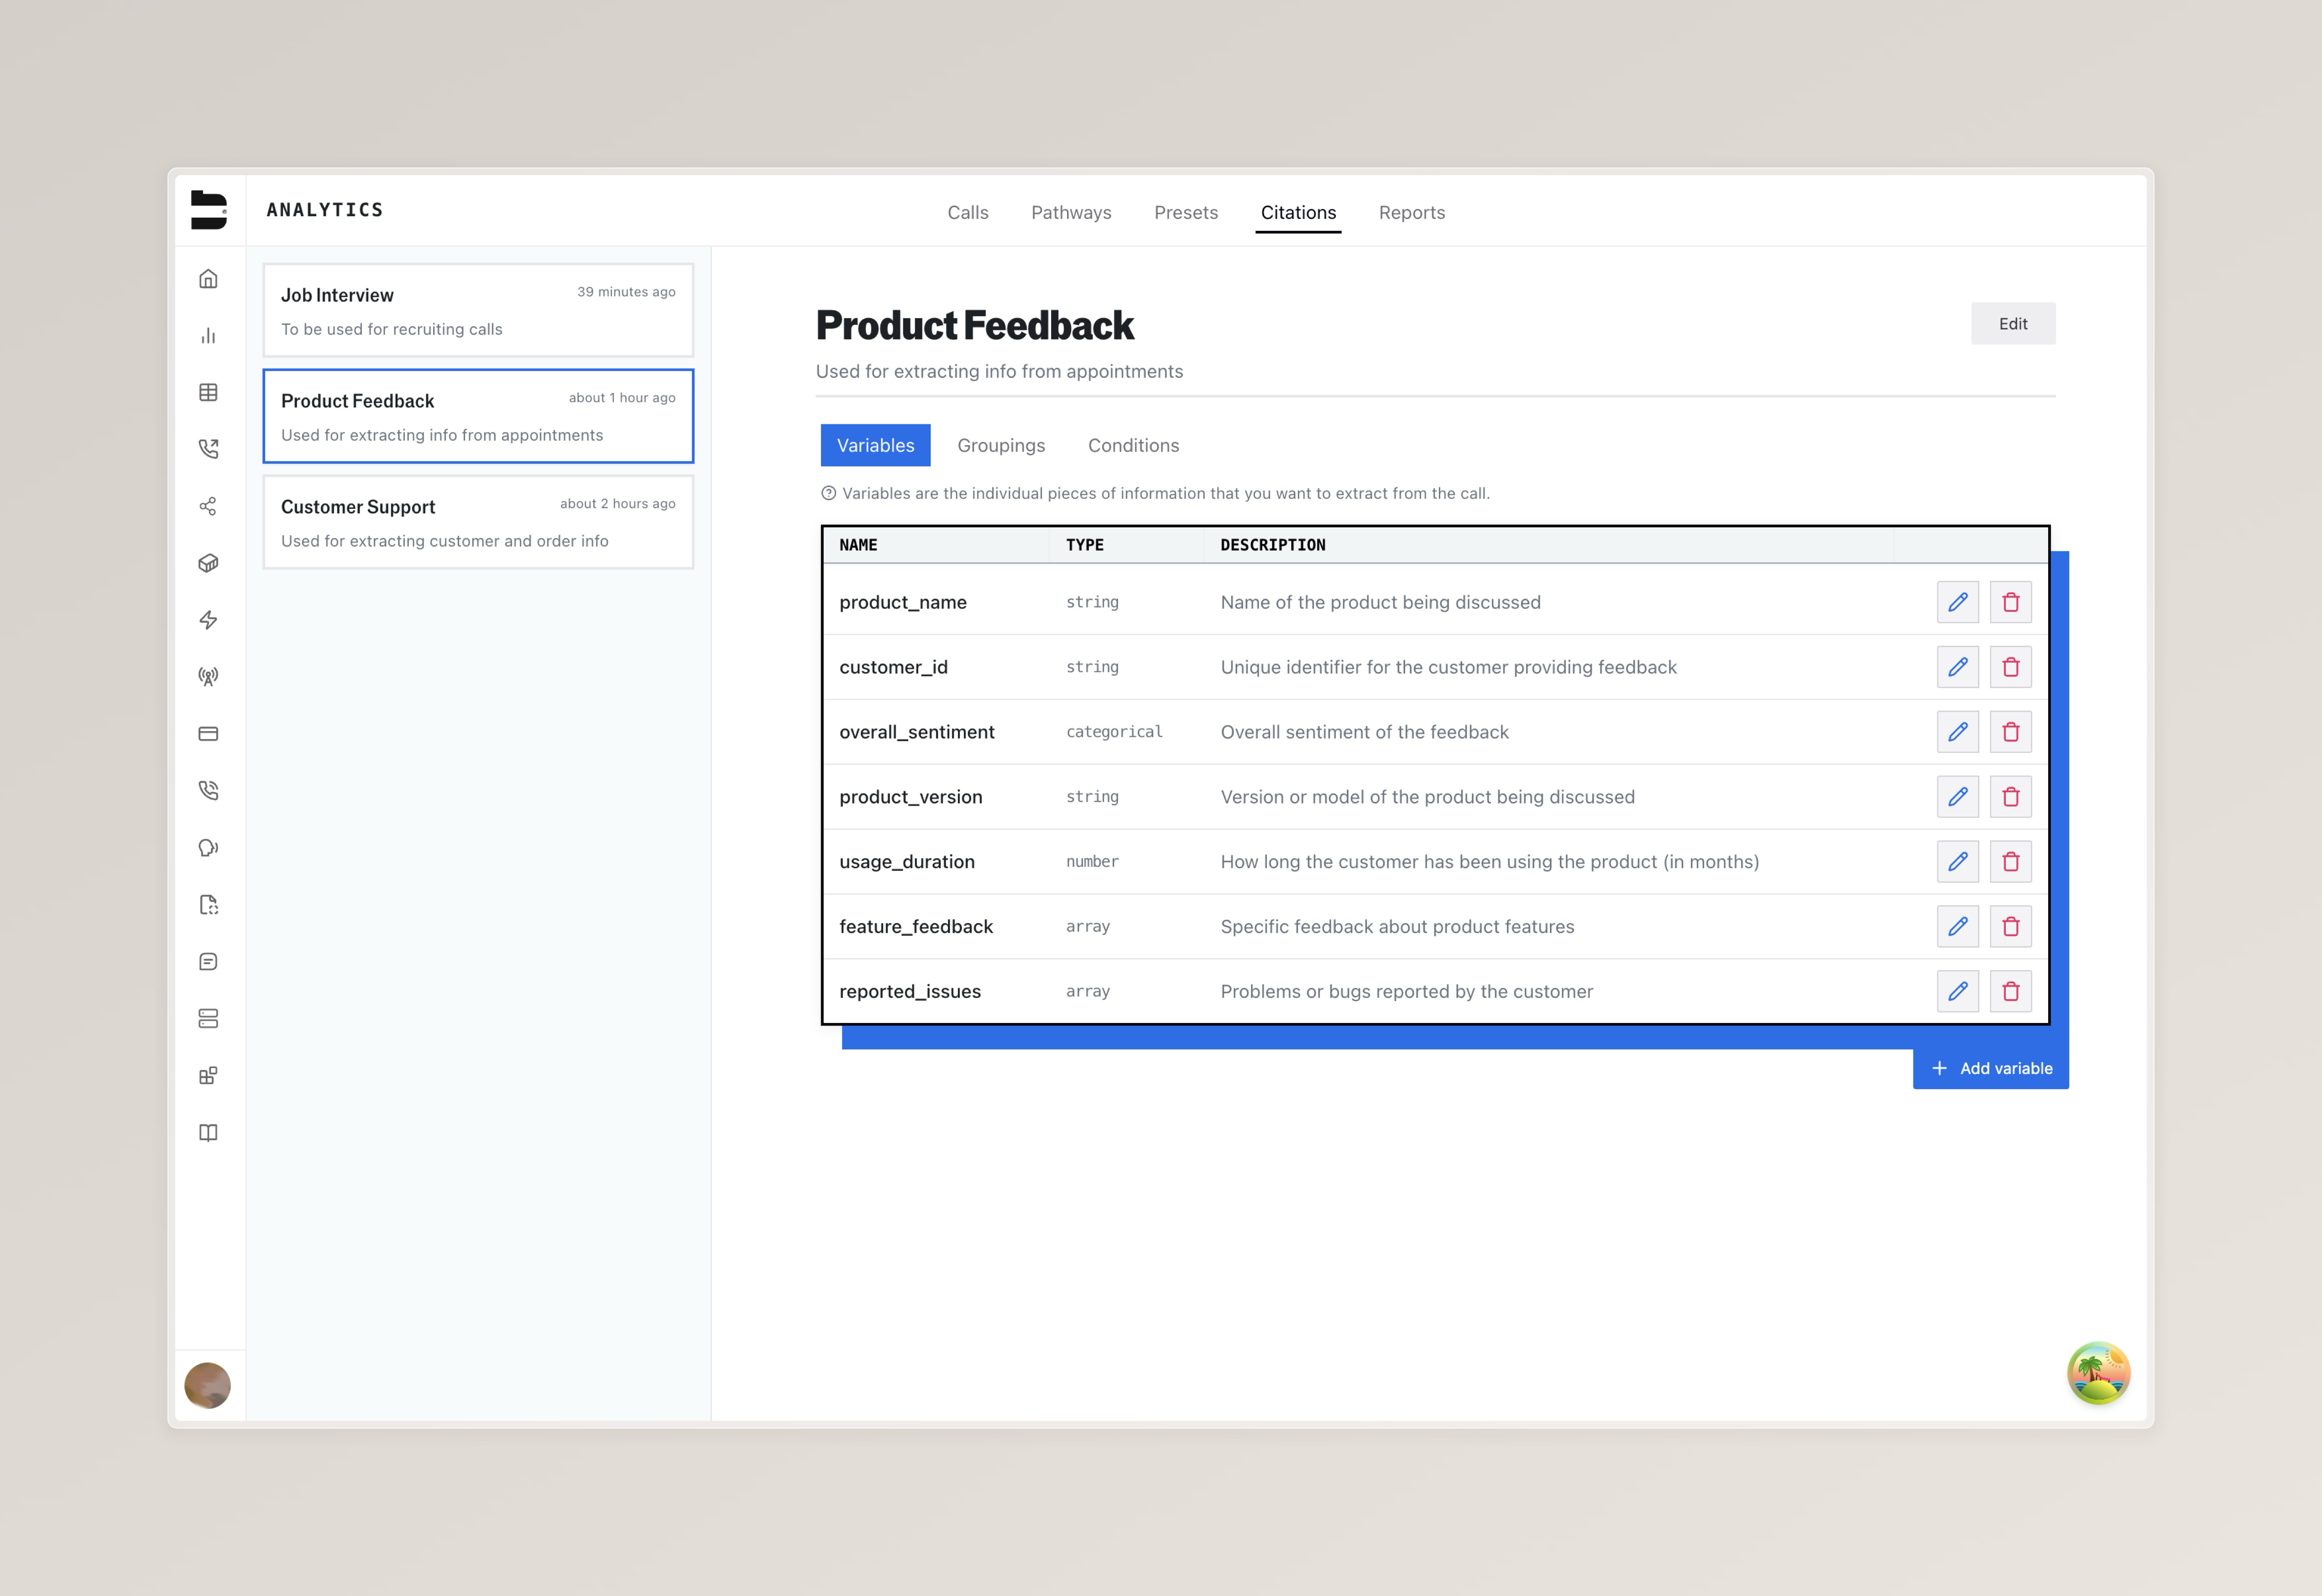 ANALYTICS
Calls Pathways Presets Citations Reports
Job Interview 39 minutes ago
To be used for recruiting calls
Product Feedback about 1 hour ago
Used for extracting info from appointments
Customer Support about 2 hours ago
Used for extracting customer and order info
Product Feedback Edit
Used for extracting info from appointments
Variables Groupings Conditions
Variables are the individual pieces of information that you want to extract from the call.
NAME TYPE DESCRIPTION
product_name string Name of the product being discussed
customer_id string Unique identifier for the customer providing feedback
overall_sentiment categorical Overall sentiment of the feedback
product_version string Version or model of the product being discussed
usage_duration number How long the customer has been using the product (in months)
feature_feedback array Specific feedback about product features
reported_issues array Problems or bugs reported by the customer
Add variable